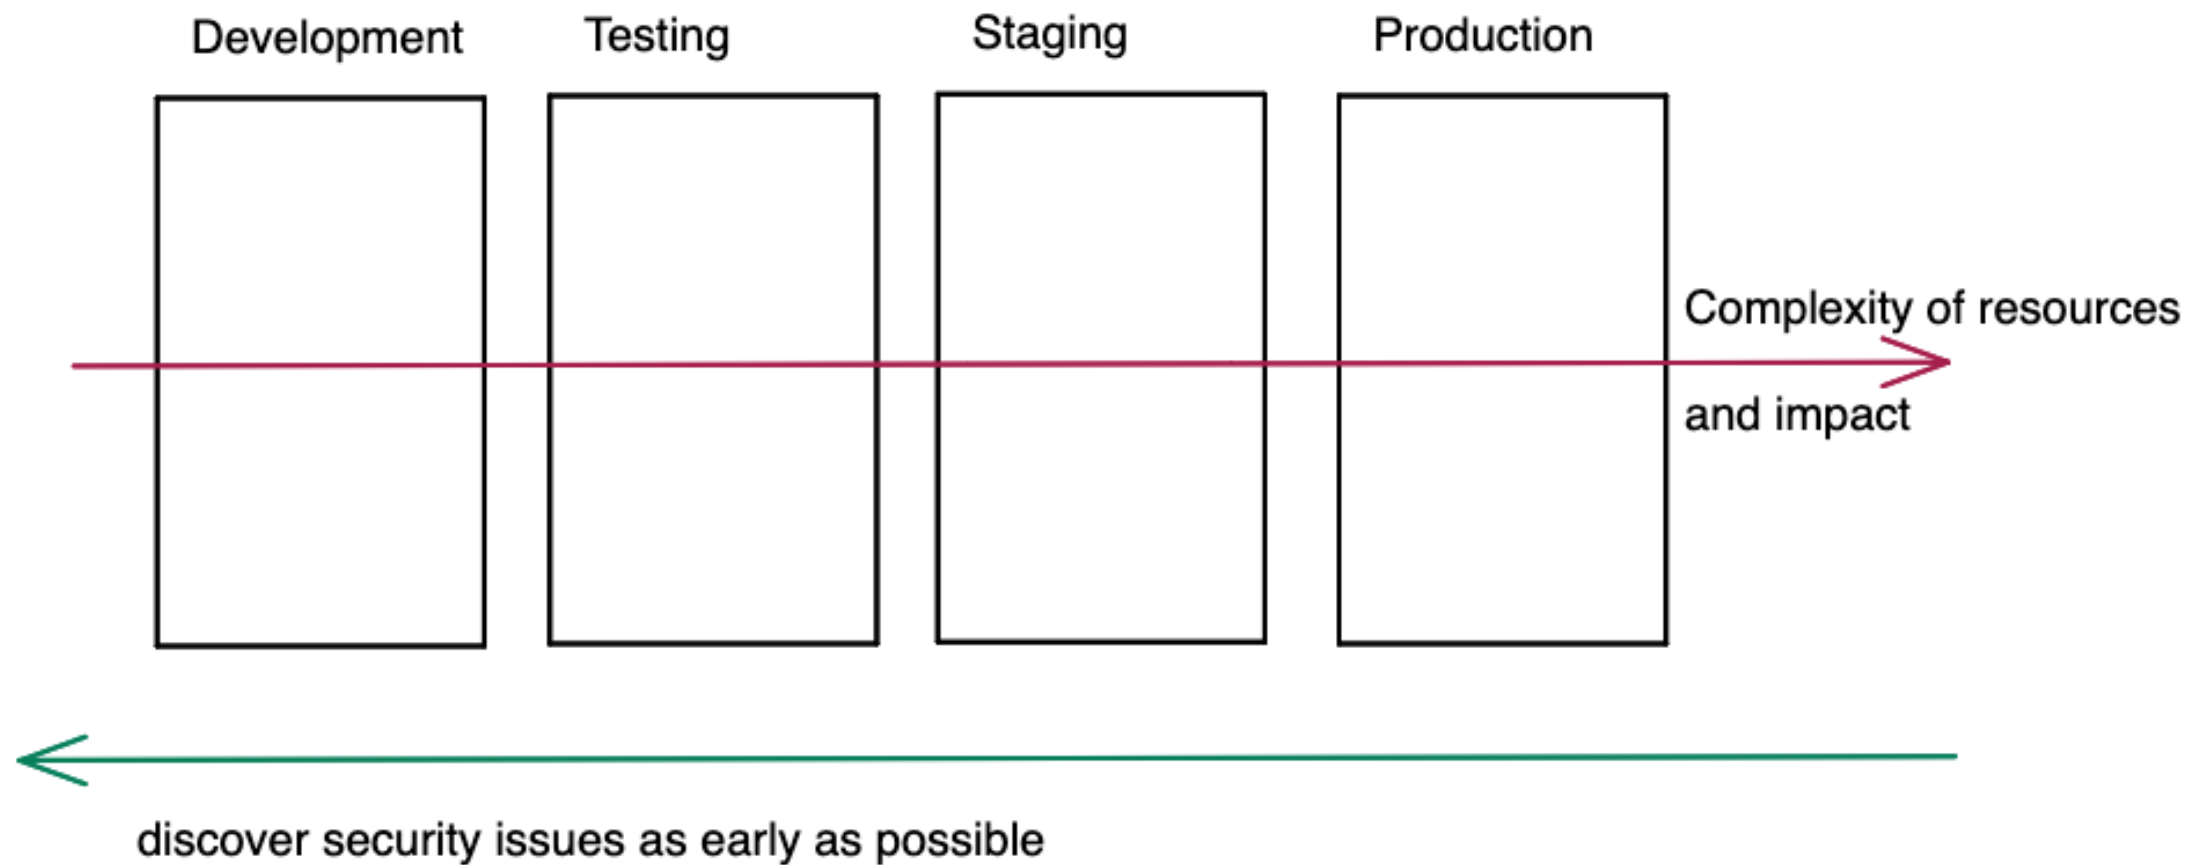 Development
Testing
Staging
Production
Complexity of resources
and impact
discover security issues as early as possible